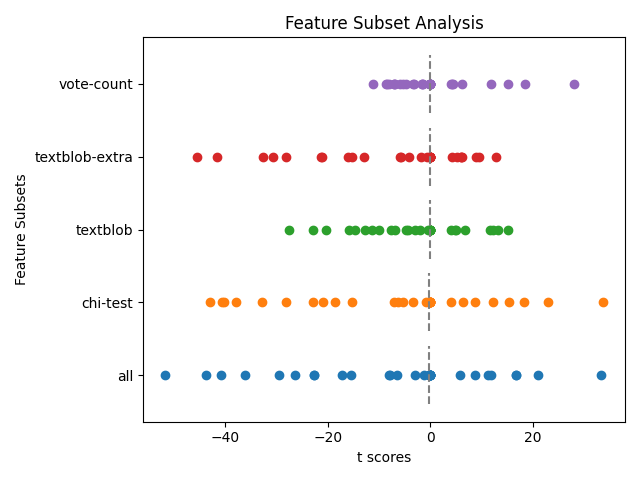 Feature Subset Analysis
Feature Subsets
vote-count
textblob-extra
textblob
chi-test
all
−40
−20
0
20
t scores